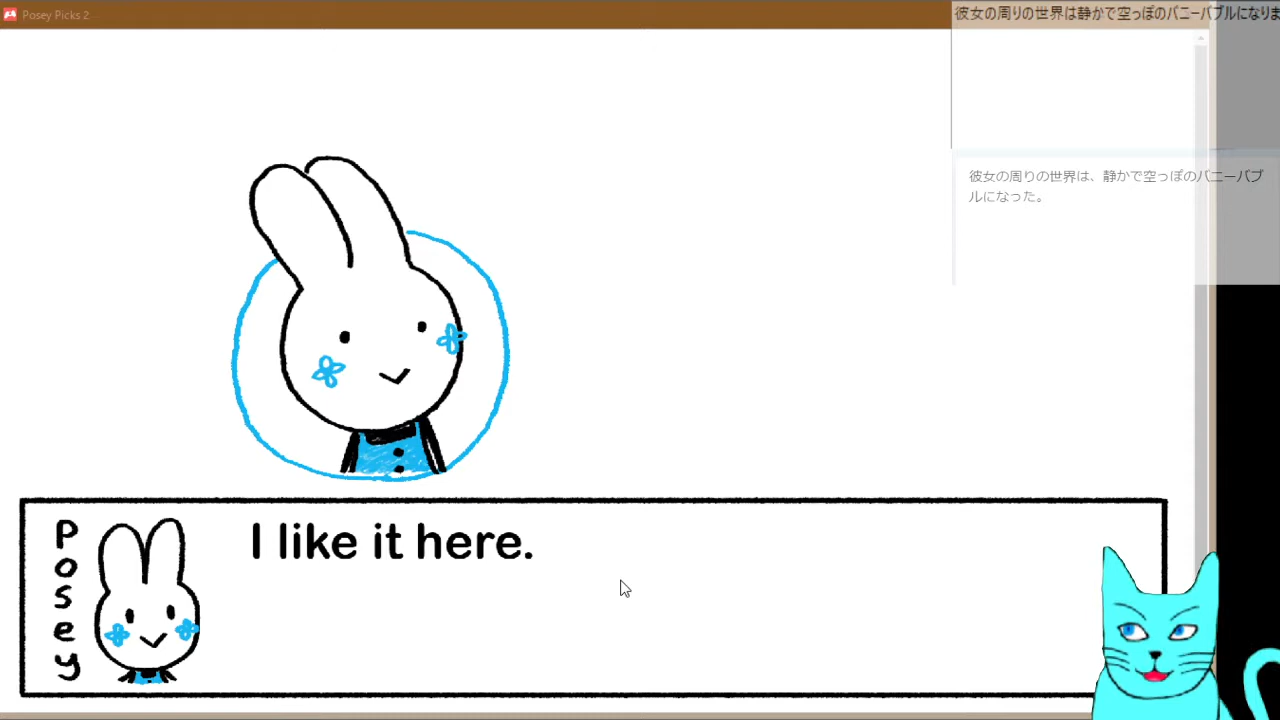 Posey Picks 2
彼女の周りの世界は静かで空っぽのバニーバブルになりま
彼女の周りの世界は、静かで空っぽのバニーバブ
ルになった。
Posey
I like it here.